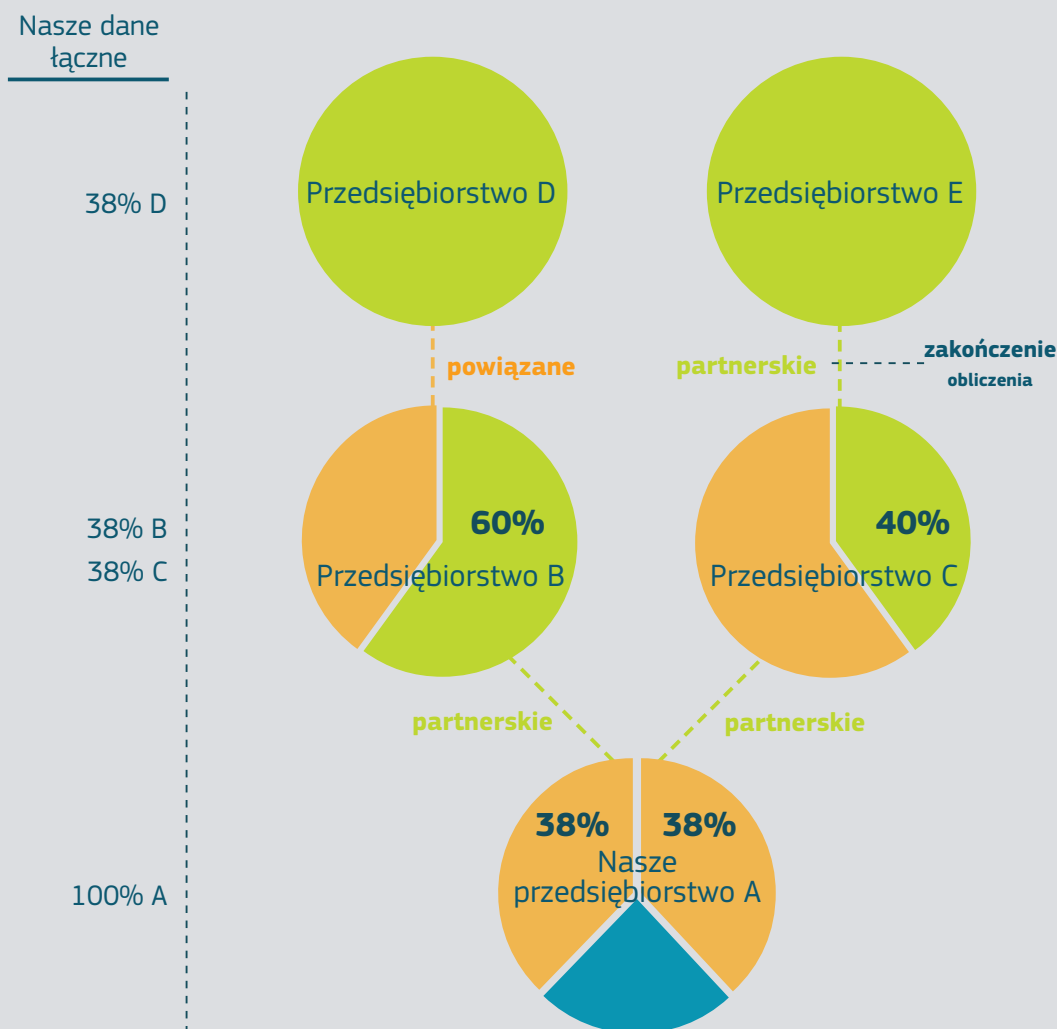 Nasze dane
łączne
Przedsiębiorstwo D
Przedsiębiorstwo E
38% D
powiązane
partnerskie
zakończenie
obliczenia
60%
40%
38% B
38% C
Przedsiębiorstwo B
Przedsiębiorstwo C
partnerskie
partnerskie
38%
38%
Nasze
przedsiębiorstwo A
100% A